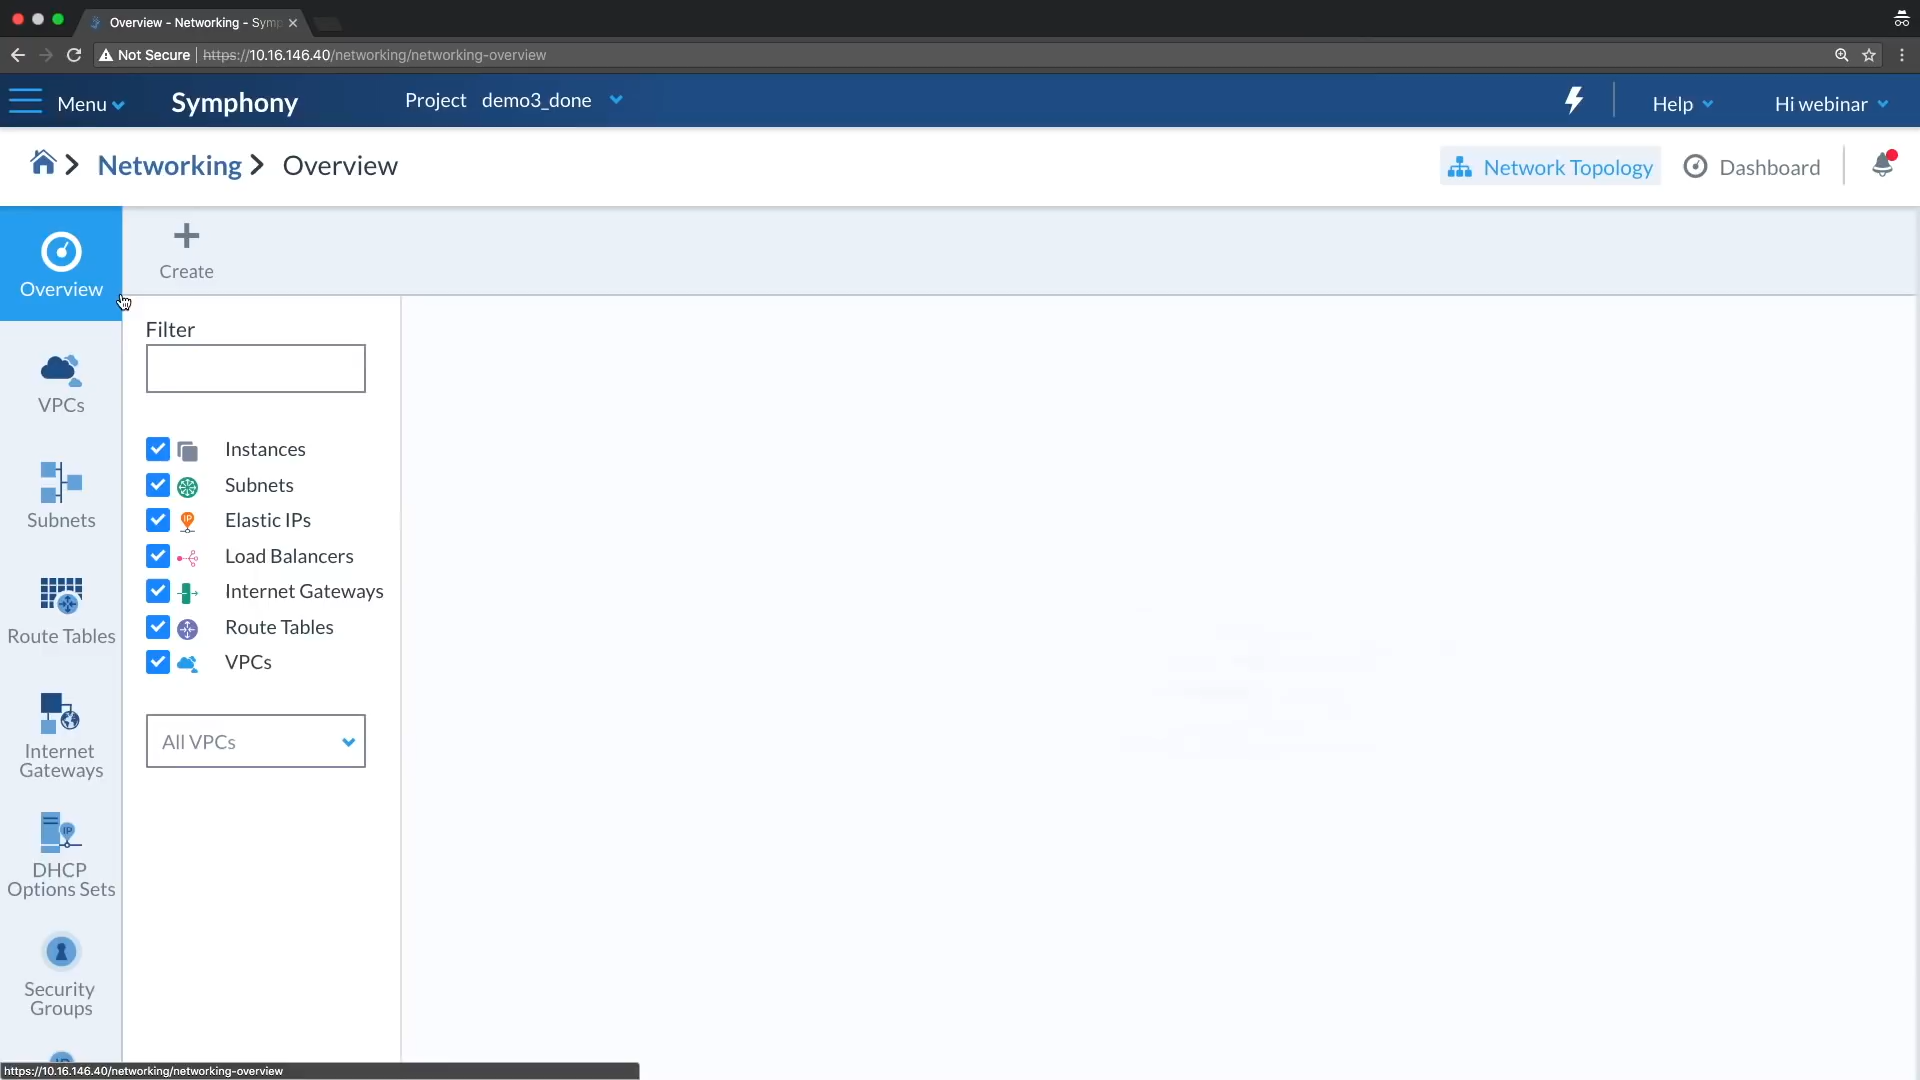 Overview - Networking - Symp
Not Secure
https://10.16.146.40/networking/networking-overview
Menu
Symphony
Project demo3_done
Help
Hi webinar
Networking
Overview
Network Topology
Dashboard
Overview
Create
Filter
VPCs
Instances
Subnets
Elastic IPs
Load Balancers
Internet Gateways
Route Tables
VPCs
Subnets
Route Tables
All VPCs
Internet
Gateways
IP
DHCP
Options Sets
Security
Groups
https://10.16.146.40/networking/networking-overview